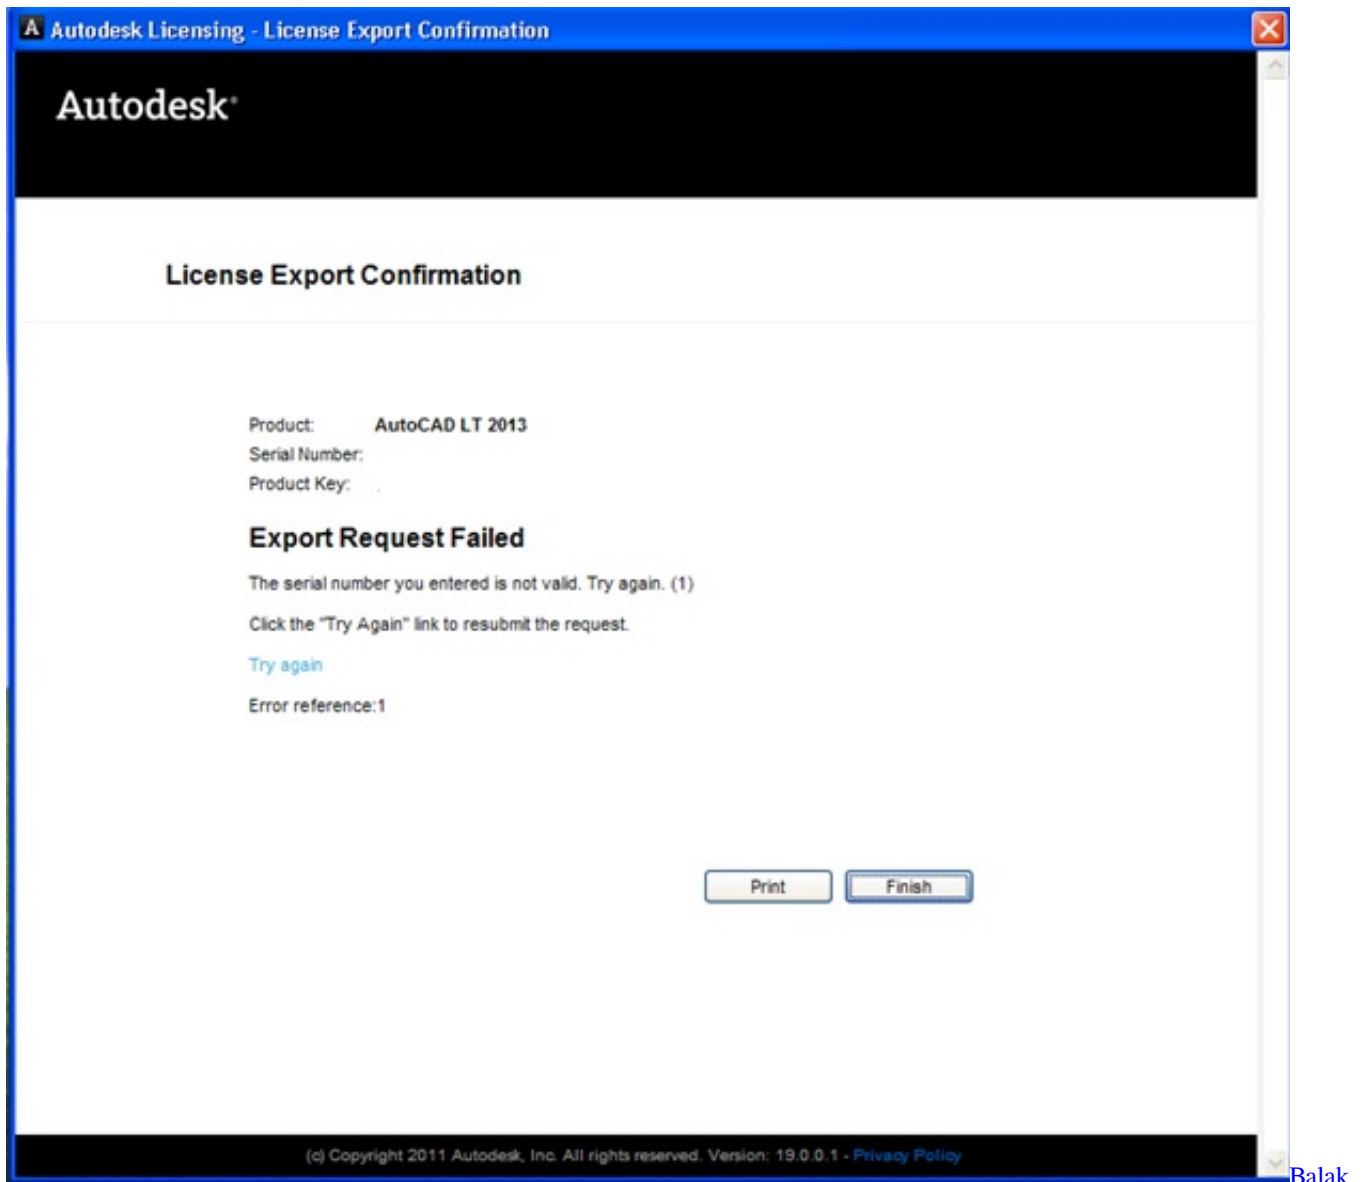 A Autodesk Licensing - License Export Confirmation
Autodesk
License Export Confirmation
Product: AutoCAD LT 2013
Serial Number:
Product Key:
Export Request Failed
The serial number you entered is not valid. Try again. (1)
Click the "Try Again" link to resubmit the request.
Try again
Error reference:1
Print Finish
(c) Copyright 2011 Autodesk, Inc. All rights reserved. Version: 19.0.0.1 - Privacy Policy
Balak